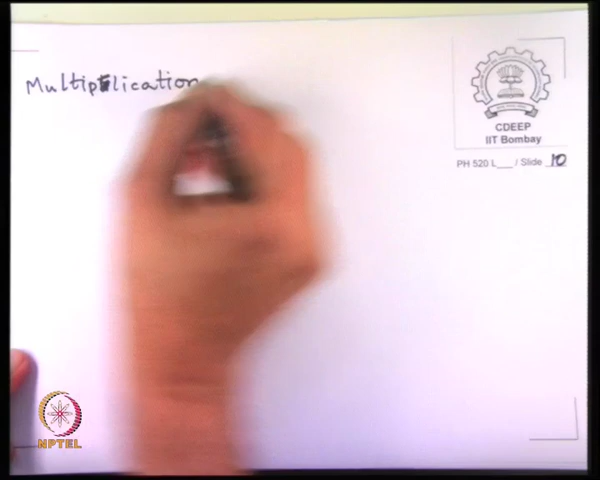 Multiplication
CDEEP
IIT Bombay
PH 520 L___ / Slide 10
NPTEL